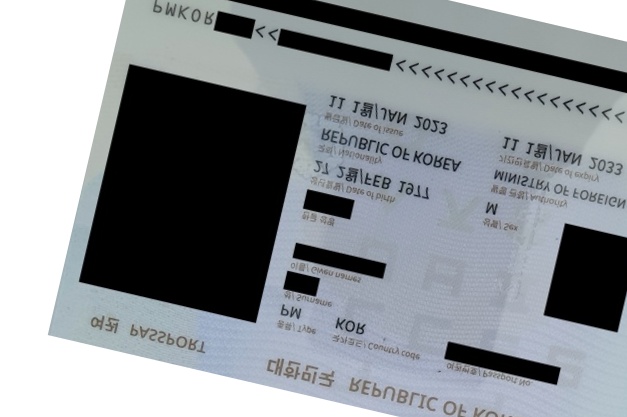 대한민국 REPUBLIC OF KOR
여권 PASSPORT
종류/ Type 국가코드/ Country code 여권번호/ Passport No.
PM KOR
성/ Surname
이름/ Given names
한글성명
생년월일/ Date of birth 성별/ Sex
27 2월/FEB 1977 M
국적/ Nationality 발행관청/ Authority
REPUBLIC OF KOREA MINISTRY OF FOREIGN
발급일/ Date of issue 기간만료일/ Date of expiry
11 1월/JAN 2023 11 1월/JAN 2033
PMKOR <<  <<<<<<<<<<<<<<<<<<<<<<